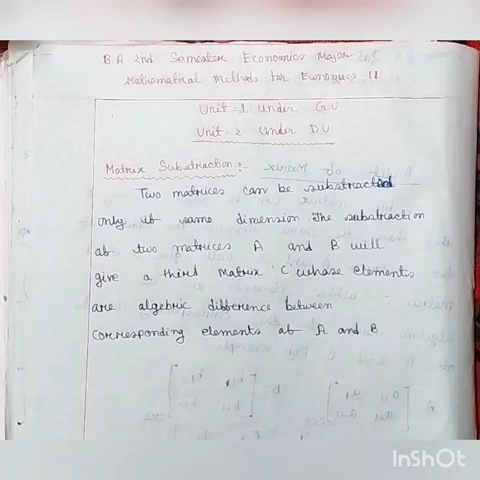 B.A 2nd Semester Economics Major
Mathematical Methods for Economics - II
Unit = 1 Under G.U
Unit = 2 Under D.U
Matrix Substraction :-
Two matrices can be substracted
only if same dimension. The substraction
of two matrices A and B will
give a third Matrix 'C' whose elements
are algebric difference between
corresponding elements of A and B.
InShOt